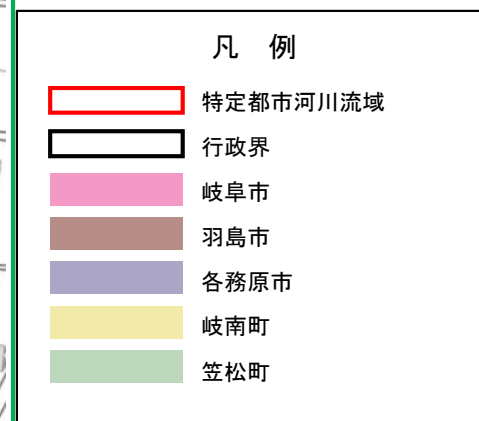 凡 例
特定都市河川流域
行政界
岐阜市
羽島市
各務原市
岐南町
笠松町